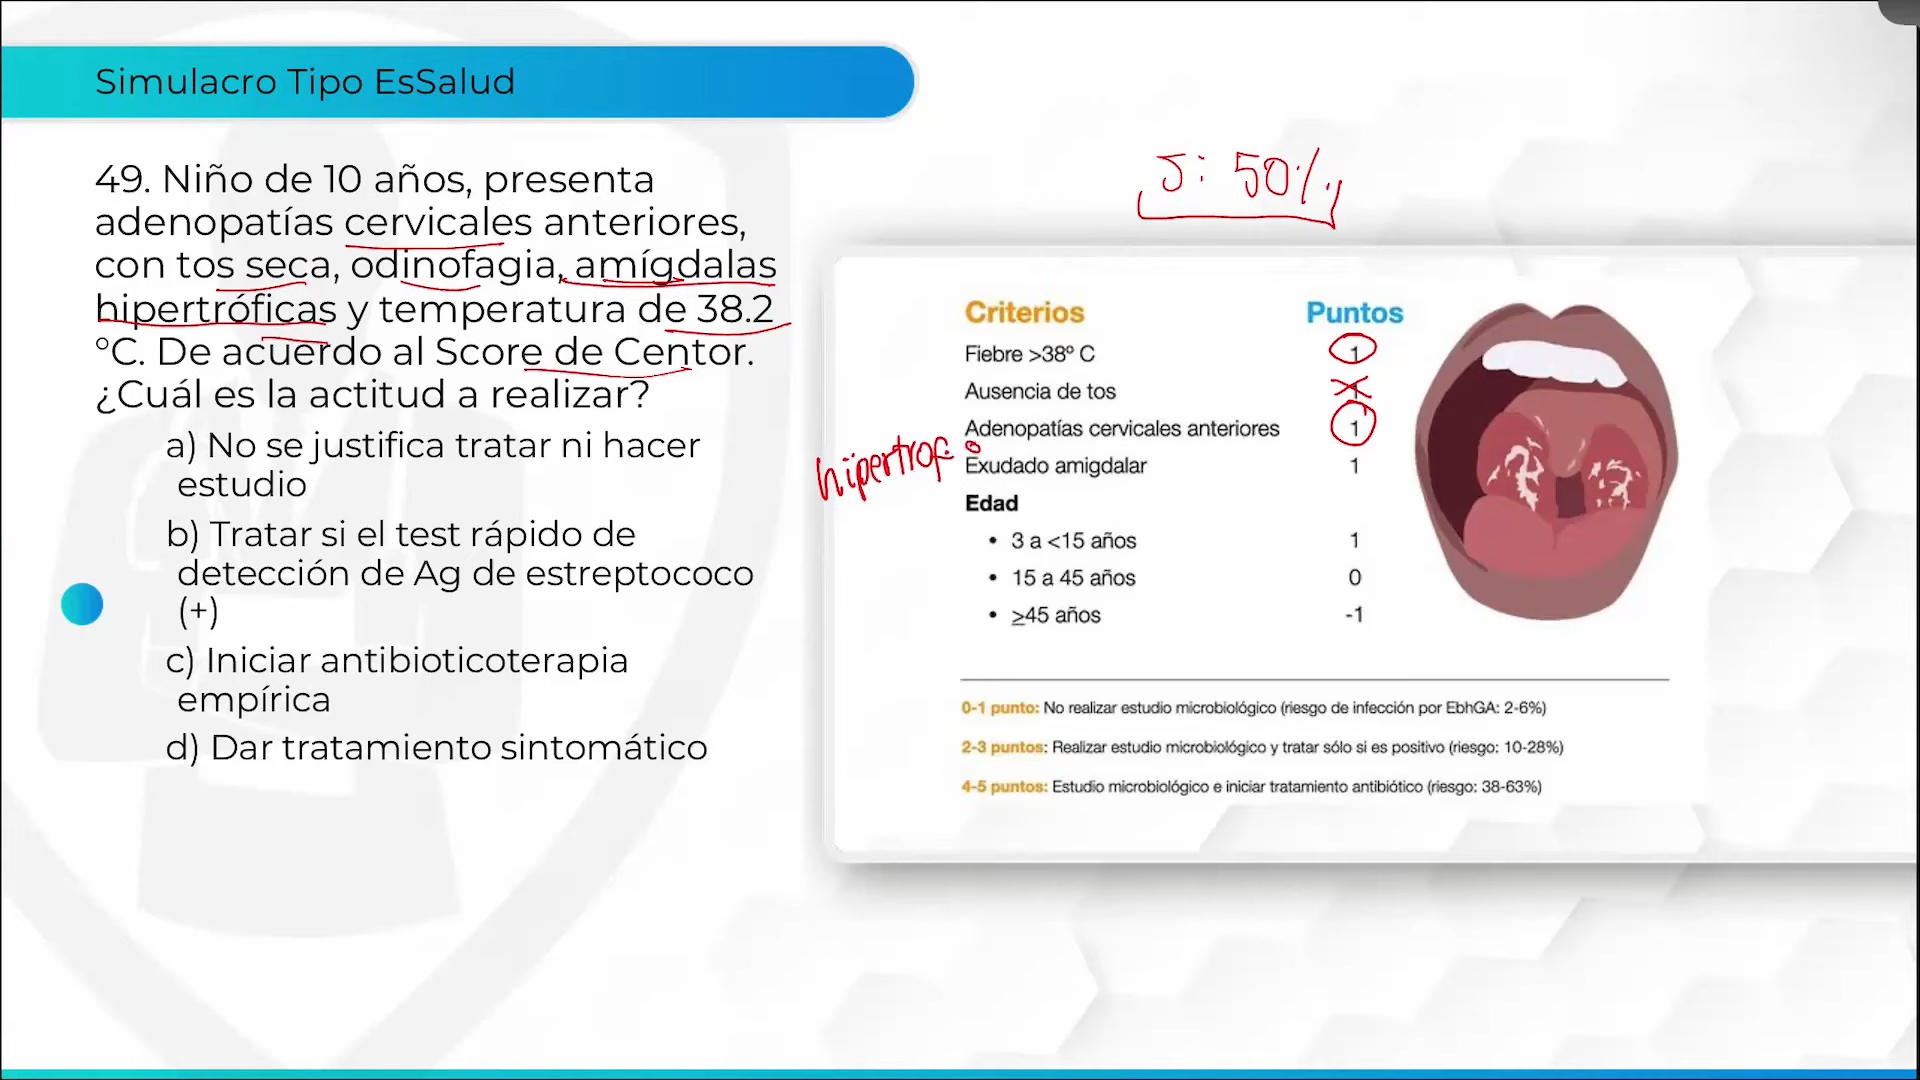 Simulacro Tipo EsSalud
49. Niño de 10 años, presenta
adenopatías cervicales anteriores,
con tos seca, odinofagia, amígdalas
hipertróficas y temperatura de 38.2
°C. De acuerdo al Score de Centor.
¿Cuál es la actitud a realizar?
a) No se justifica tratar ni hacer
estudio
b) Tratar si el test rápido de
detección de Ag de estreptococo
(+)
c) Iniciar antibioticoterapia
empírica
d) Dar tratamiento sintomático
5: 50%
Criterios Puntos
Fiebre >38º C 1
Ausencia de tos 1
Adenopatías cervicales anteriores 1
hipertrof. o
Exudado amigdalar 1
Edad
• 3 a <15 años 1
• 15 a 45 años 0
• ≥45 años -1
0-1 punto: No realizar estudio microbiológico (riesgo de infección por EbhGA: 2-6%)
2-3 puntos: Realizar estudio microbiológico y tratar sólo si es positivo (riesgo: 10-28%)
4-5 puntos: Estudio microbiológico e iniciar tratamiento antibiótico (riesgo: 38-63%)